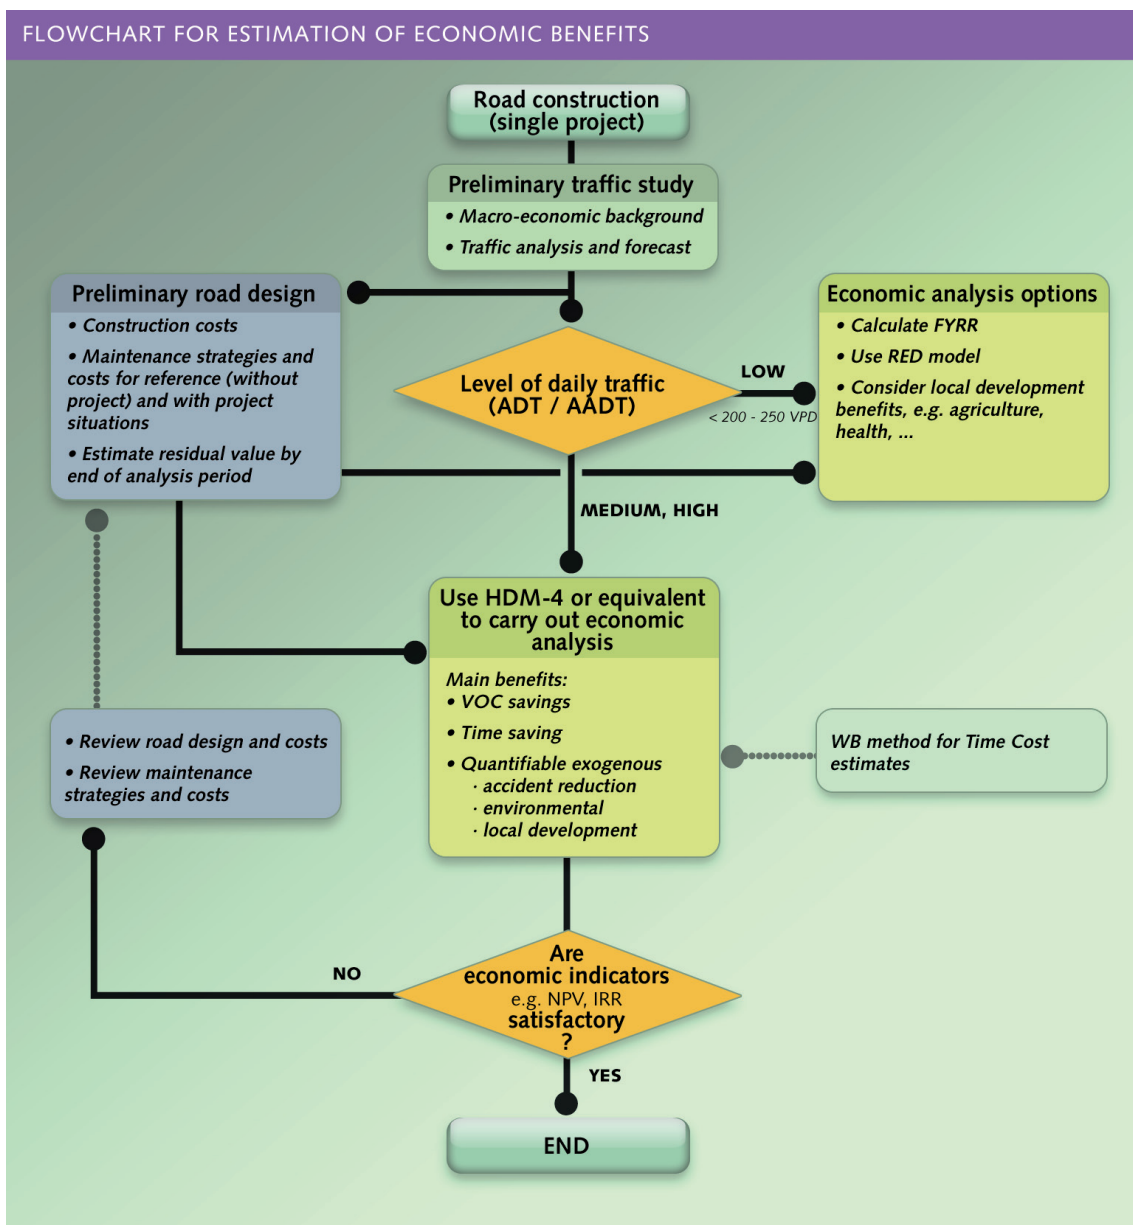 FLOWCHART FOR ESTIMATION OF ECONOMIC BENEFITS
Road construction
(single project)
Preliminary traffic study
• Macro-economic background
• Traffic analysis and forecast
Preliminary road design
• Construction costs
• Maintenance strategies and
costs for reference (without
project) and with project
situations
• Estimate residual value by
end of analysis period
Level of daily traffic
(ADT / AADT)
LOW
< 200 - 250 VPD
Economic analysis options
• Calculate FYRR
• Use RED model
• Consider local development
benefits, e.g. agriculture,
health, ...
MEDIUM, HIGH
Use HDM-4 or equivalent
to carry out economic
analysis
Main benefits:
• VOC savings
• Time saving
• Quantifiable exogenous
· accident reduction
· environmental
· local development
• Review road design and costs
• Review maintenance
strategies and costs
WB method for Time Cost
estimates
NO
Are
economic indicators
e.g. NPV, IRR
satisfactory
?
YES
END